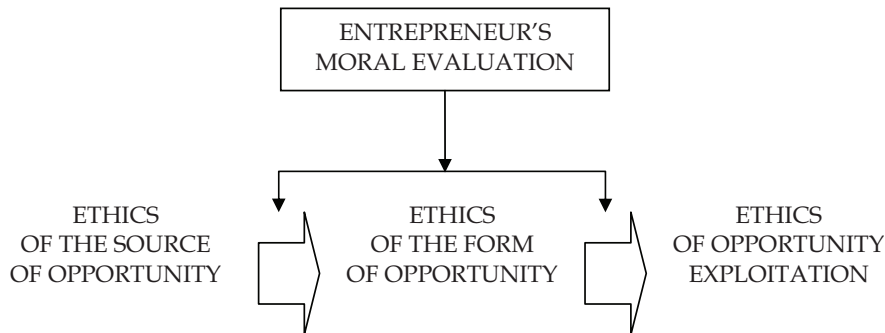 ENTREPRENEUR’S
MORAL EVALUATION
ETHICS
OF THE SOURCE
OF OPPORTUNITY
ETHICS
OF THE FORM
OF OPPORTUNITY
ETHICS
OF OPPORTUNITY
EXPLOITATION